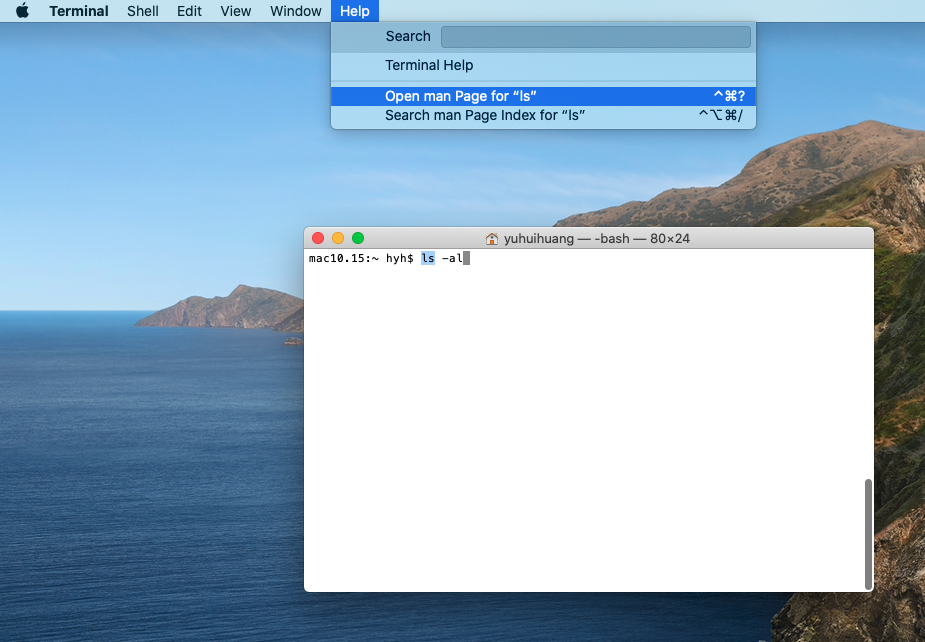 Terminal Shell Edit View Window Help
Search
Terminal Help
Open man Page for “ls” ^⌘?
Search man Page Index for “ls” ^⌥⌘/
yuhuihuang — -bash — 80×24
mac10.15:~ hyh$ ls -al